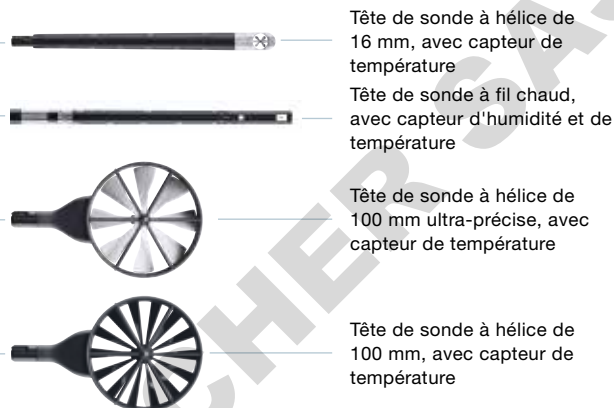 Tête de sonde à hélice de
16 mm, avec capteur de
température
Tête de sonde à fil chaud,
avec capteur d'humidité et de
température
Tête de sonde à hélice de
100 mm ultra-précise, avec
capteur de température
Tête de sonde à hélice de
100 mm, avec capteur de
température
CHER SA